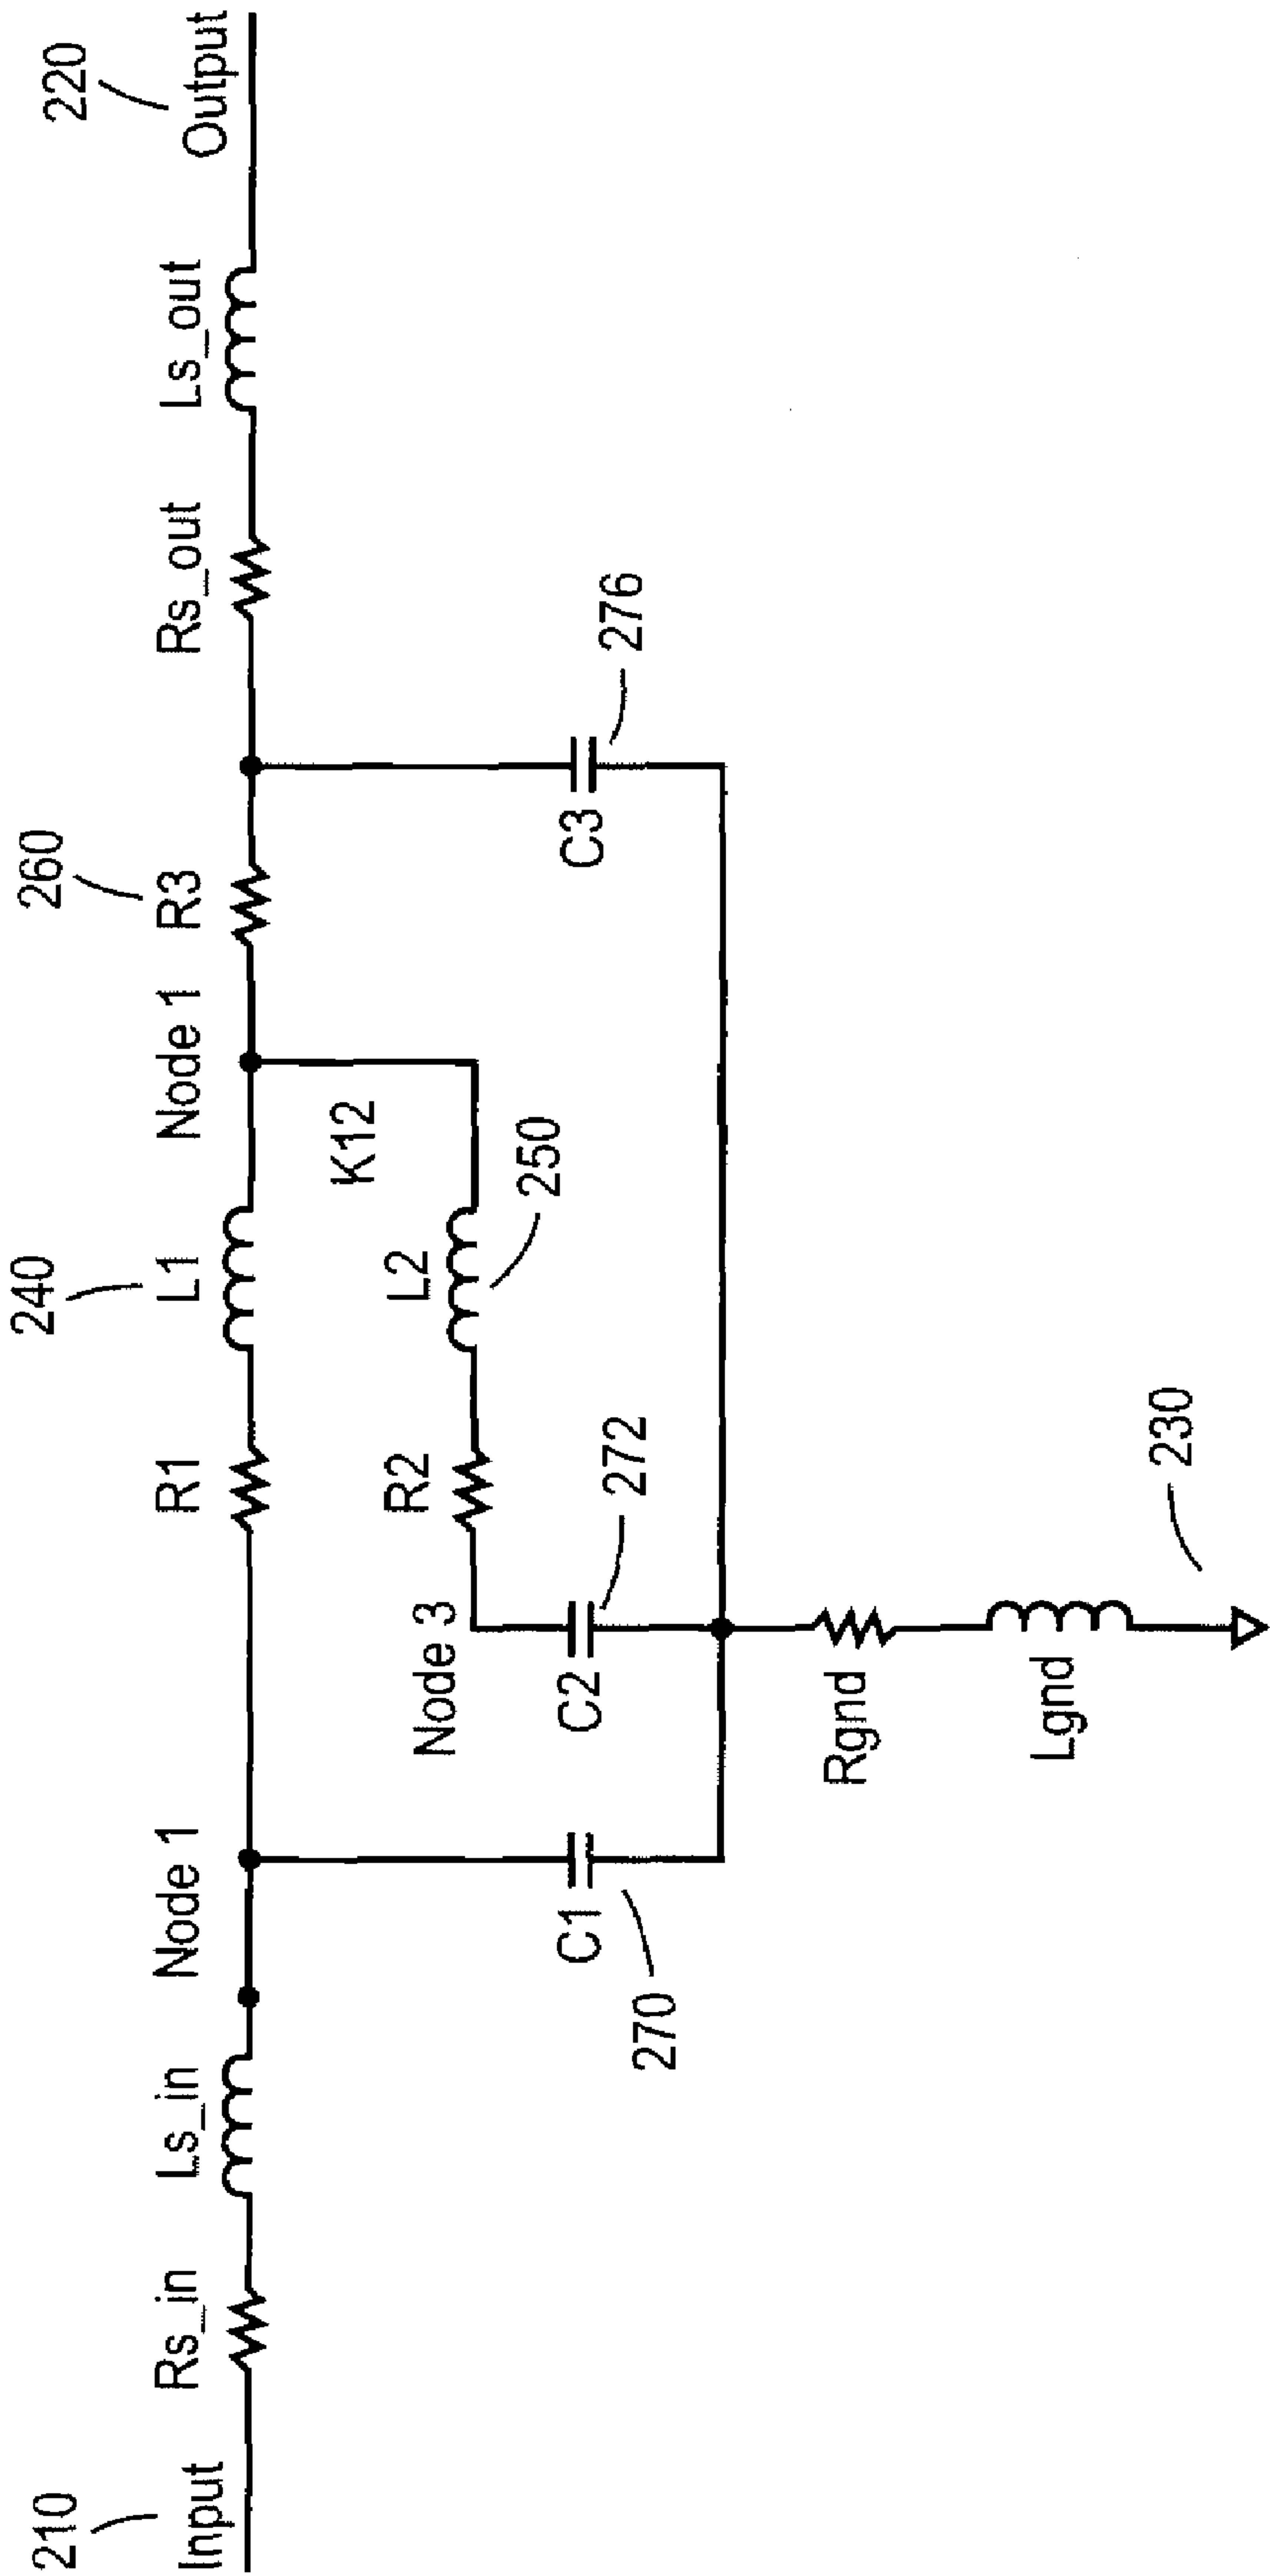 210
Input
Rs_in
Ls_in
Node 1
R1
L1
240
Node 1
R3
260
Rs_out
Ls_out
Output
220
K12
Node 3
R2
L2
250
C1
270
C2
272
C3
276
Rgnd
Lgnd
230